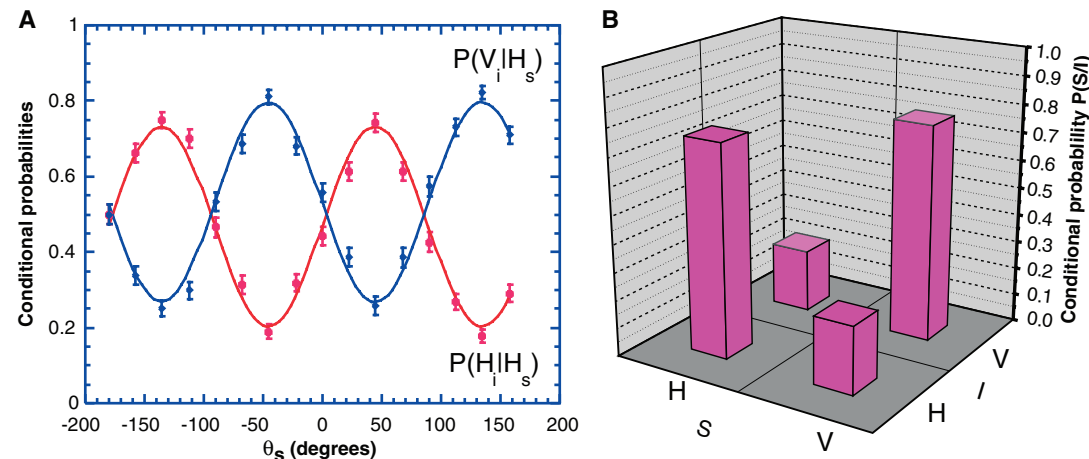 A
1
0.8
0.6
0.4
0.2
0
Conditional probabilities
P(V_i|H_s)
P(H_i|H_s)
-200 -150 -100 -50 0 50 100 150 200
θ_s (degrees)
B
1.0
0.9
0.8
0.7
0.6
0.5
0.4
0.3
0.2
0.1
0.0
Conditional probablility P(S/I)
H
S
V
H
I
V